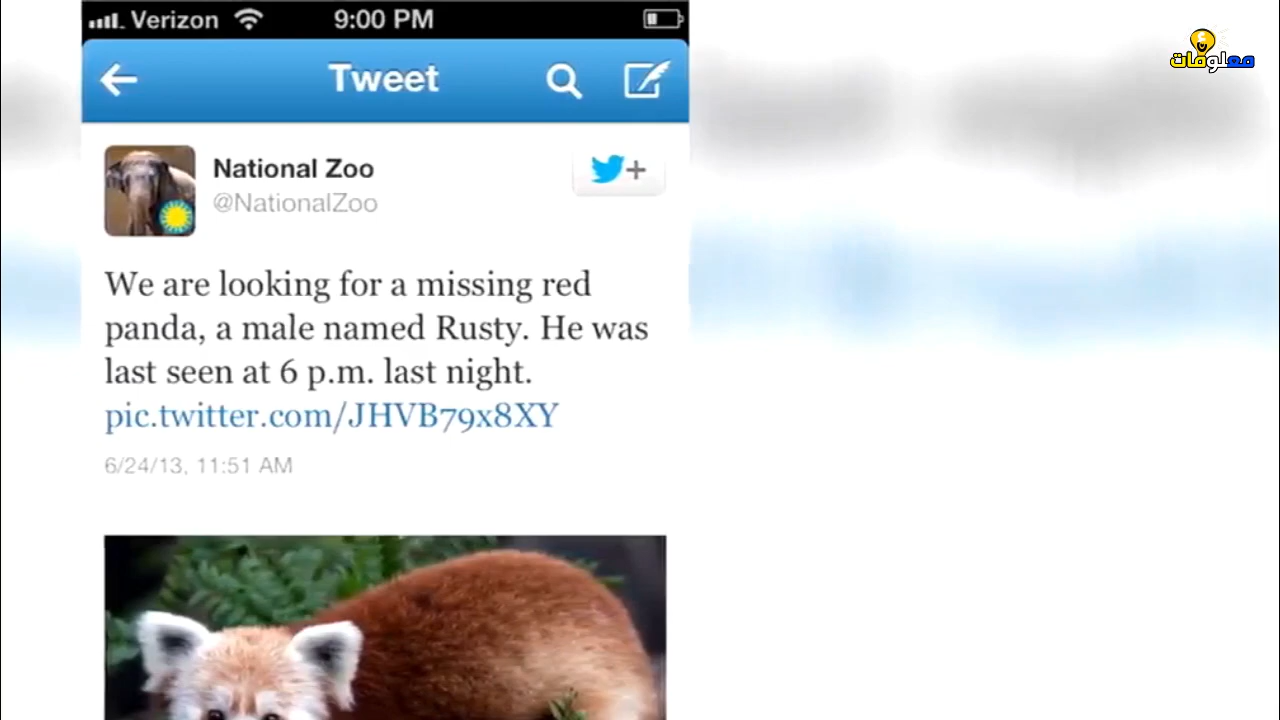 Verizon 9:00 PM
Tweet
معلومات
National Zoo
@NationalZoo
We are looking for a missing red
panda, a male named Rusty. He was
last seen at 6 p.m. last night.
pic.twitter.com/JHVB79x8XY
6/24/13, 11:51 AM